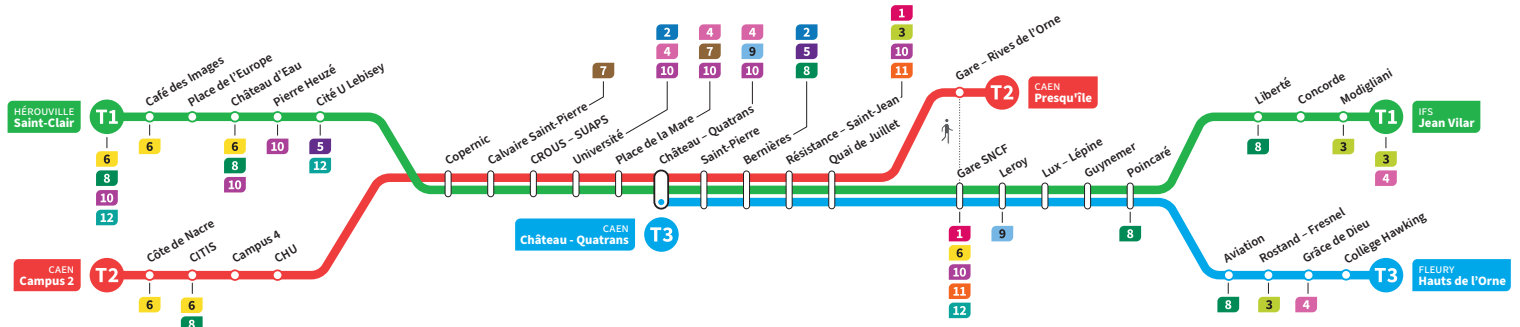 HÉROUVILLE
Saint-Clair
T1
6
8
10
12
Café des Images
6
Place de l'Europe
Château d'Eau
6
8
10
Pierre Heuzé
10
Cité U Lebisey
5
12
CAEN
Campus 2
T2
Côte de Nacre
6
CITIS
6
8
Campus 4
CHU
Copernic
Calvaire Saint-Pierre
7
CROUS – SUAPS
Université
2
4
10
Place de la Mare
4
7
10
Château – Quatrans
4
9
10
CAEN
Château - Quatrans
T3
Saint-Pierre
Bernières
2
5
8
Résistance – Saint-Jean
1
3
10
11
Quai de Juillet
Gare – Rives de l'Orne
T2
CAEN
Presqu'île
Gare SNCF
1
6
10
11
12
Leroy
9
Lux – Lépine
Guynemer
Poincaré
8
Liberté
8
Concorde
Modigliani
3
T1
3
4
IFS
Jean Vilar
Aviation
8
Rostand – Fresnel
3
Grâce de Dieu
4
Collège Hawking
T3
FLEURY
Hauts de l'Orne